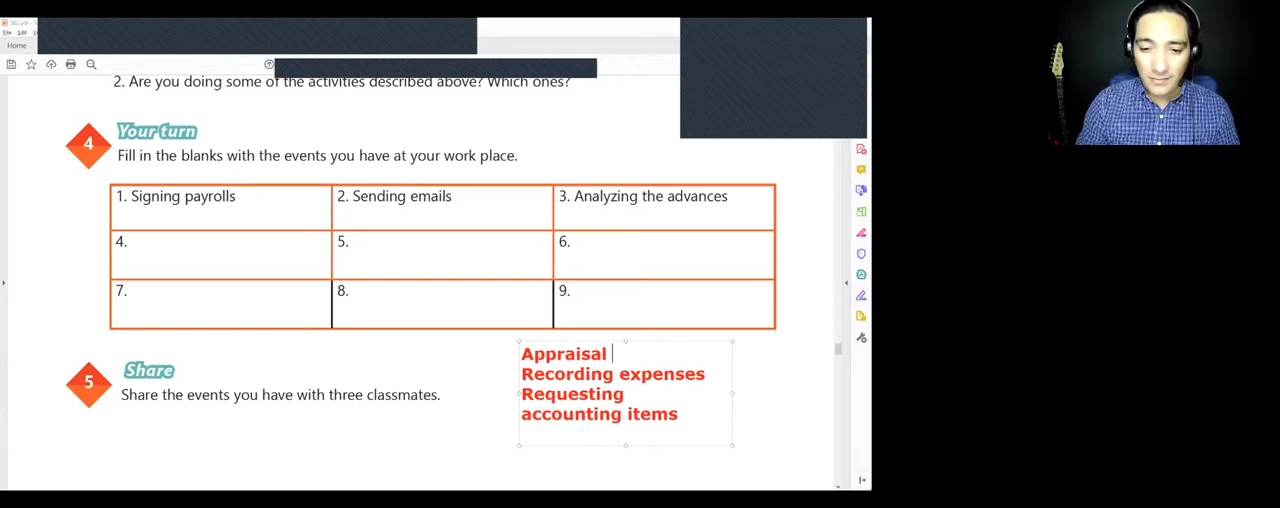 Home
2. Are you doing some of the activities described above? Which ones?
4
Your turn
Fill in the blanks with the events you have at your work place.
1. Signing payrolls
2. Sending emails
3. Analyzing the advances
4.
5.
6.
7.
8.
9.
Appraisal
Recording expenses
Requesting
accounting items
5
Share
Share the events you have with three classmates.